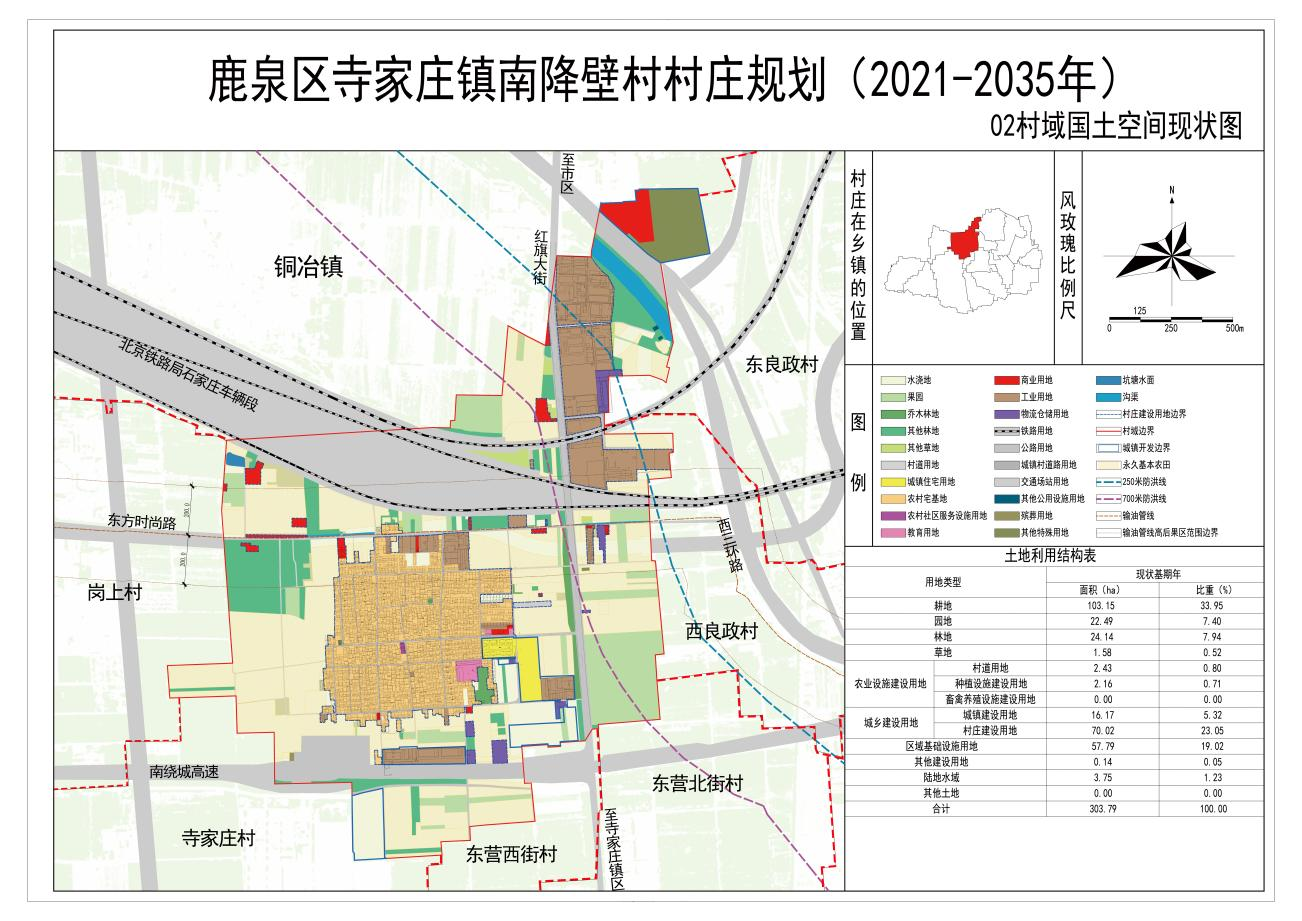 鹿泉区寺家庄镇南降壁村村庄规划（2021-2035年）
02村域国土空间现状图
至市区
红旗大街
铜冶镇
东良政村
北京铁路局石家庄车辆段
东方时尚路
200.0
200.0
岗上村
西三环路
西良政村
南绕城高速
东营北街村
寺家庄村
东营西街村
至寺家庄镇区
村庄在乡镇的位置
风玫瑰比例尺
N
125
0 250 500m
图例
水浇地 商业用地 坑塘水面
果园 工业用地 沟渠
乔木林地 物流仓储用地 村庄建设用地边界
其他林地 铁路用地 村域边界
其他草地 公路用地 城镇开发边界
村道用地 城镇村道路用地 永久基本农田
城镇住宅用地 交通场站用地 250米防洪线
农村宅基地 其他公用设施用地 700米防洪线
农村社区服务设施用地 殡葬用地 输油管线
教育用地 其他特殊用地 输油管线高后果区范围边界
土地利用结构表
用地类型 现状基期年
面积（ha） 比重（%）
耕地 103.15 33.95
园地 22.49 7.40
林地 24.14 7.94
草地 1.58 0.52
农业设施建设用地 村道用地 2.43 0.80
种植设施建设用地 2.16 0.71
畜禽养殖设施建设用地 0.00 0.00
城乡建设用地 城镇建设用地 16.17 5.32
村庄建设用地 70.02 23.05
区域基础设施用地 57.79 19.02
其他建设用地 0.14 0.05
陆地水域 3.75 1.23
其他土地 0.00 0.00
合计 303.79 100.00